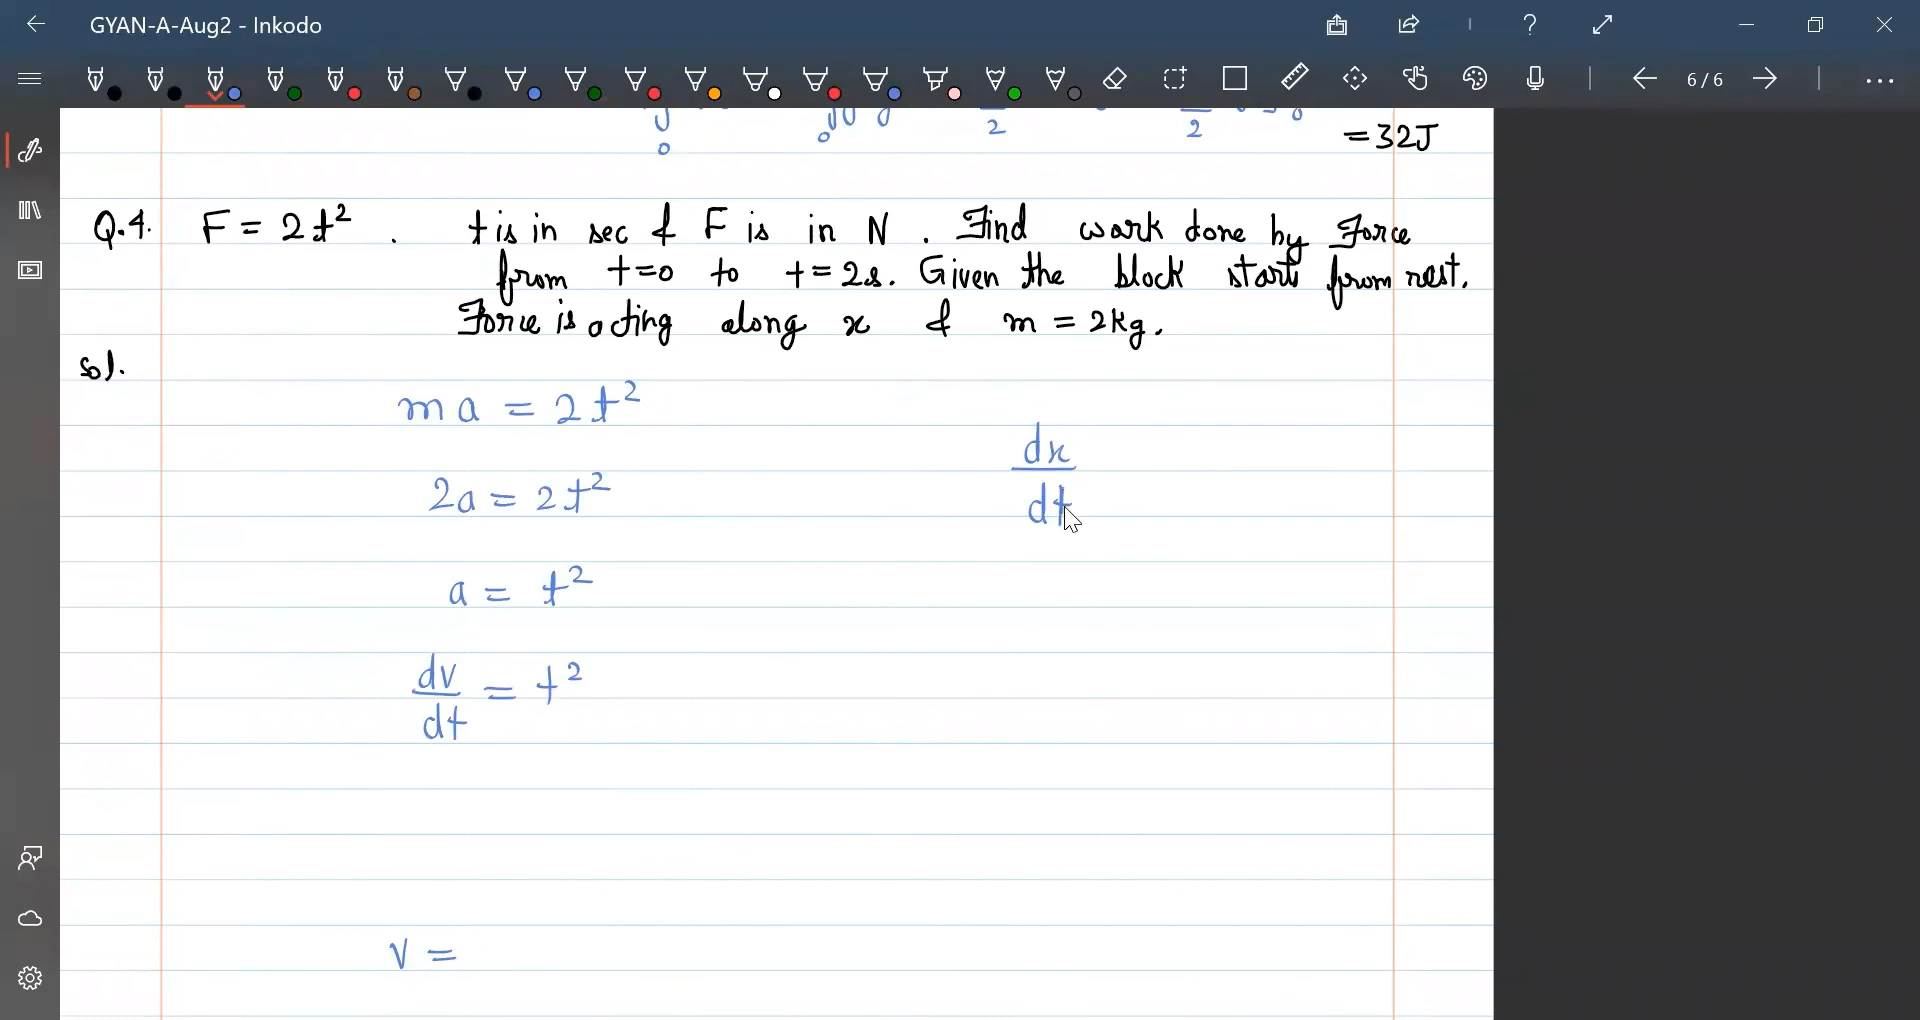 GYAN-A-Aug2 - Inkodo
6 / 6
2
2
= 32J
Q.4. F = 2t² . t is in sec & F is in N . Find work done by Force
from t=0 to t=2s. Given the block starts from rest.
Force is acting along x & m = 2kg.
Sol.
ma = 2t²
dx
dt
2a = 2t²
a = t²
dv
dt
= t²
v =